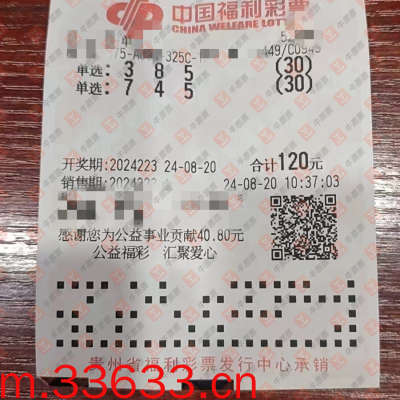 中国福利彩票
CHINA WELFARE LOTTERY
单选: 3 8 5 (30)
单选: 7 4 5 (30)
开奖期:2024223 24-08-20 合计120元
销售期:2024223 24-08-20 10:37:03
感谢您为公益事业贡献40.80元
公益福彩 汇聚爱心
贵州省福利彩票发行中心承销
m.33633.cn